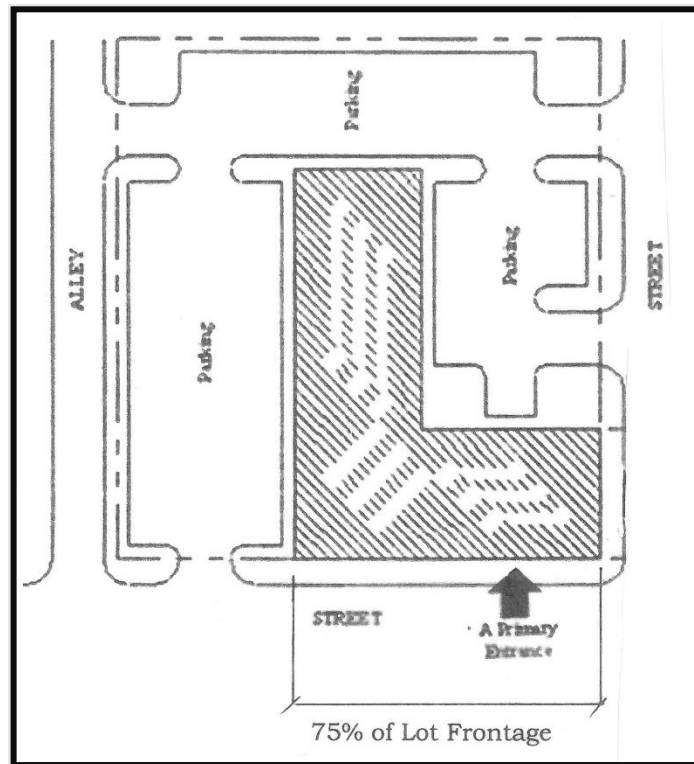 Parking
ALLEY
STREET
Parking
Parking
STREET
A Primary
Entrance
75% of Lot Frontage